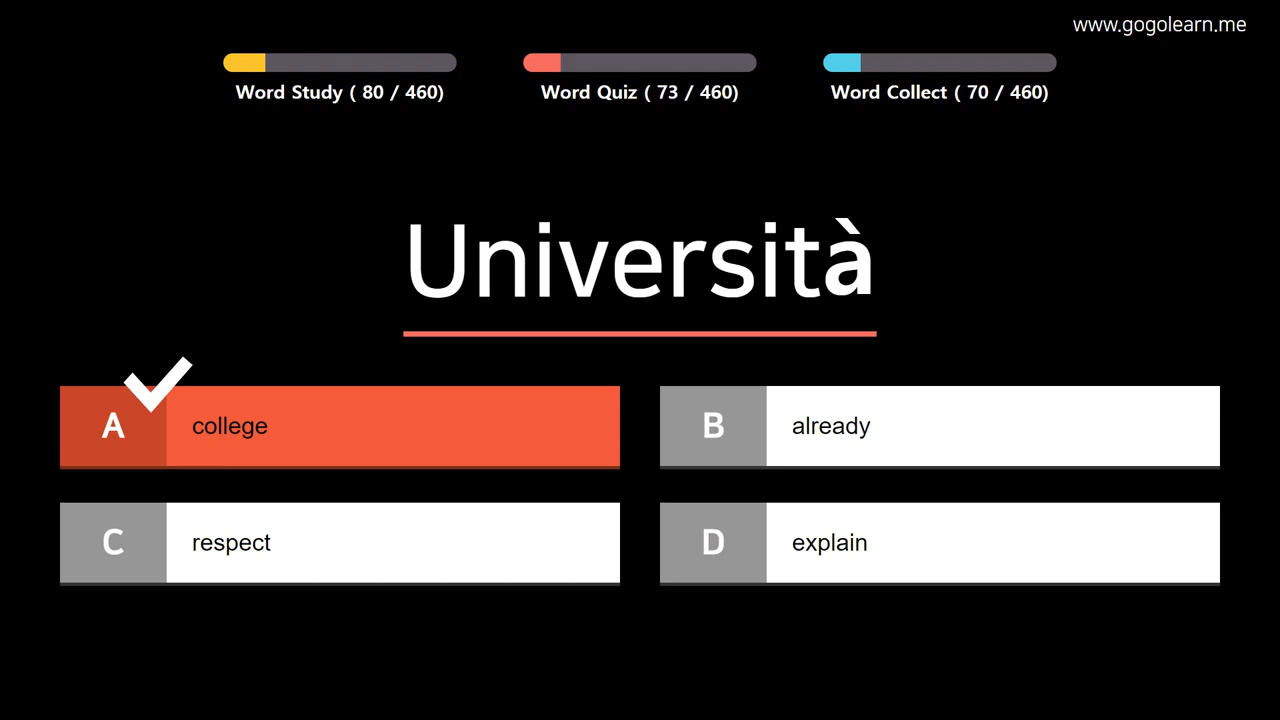 www.gogolearn.me
Word Study ( 80 / 460)
Word Quiz ( 73 / 460)
Word Collect ( 70 / 460)
Università
A college
B already
C respect
D explain